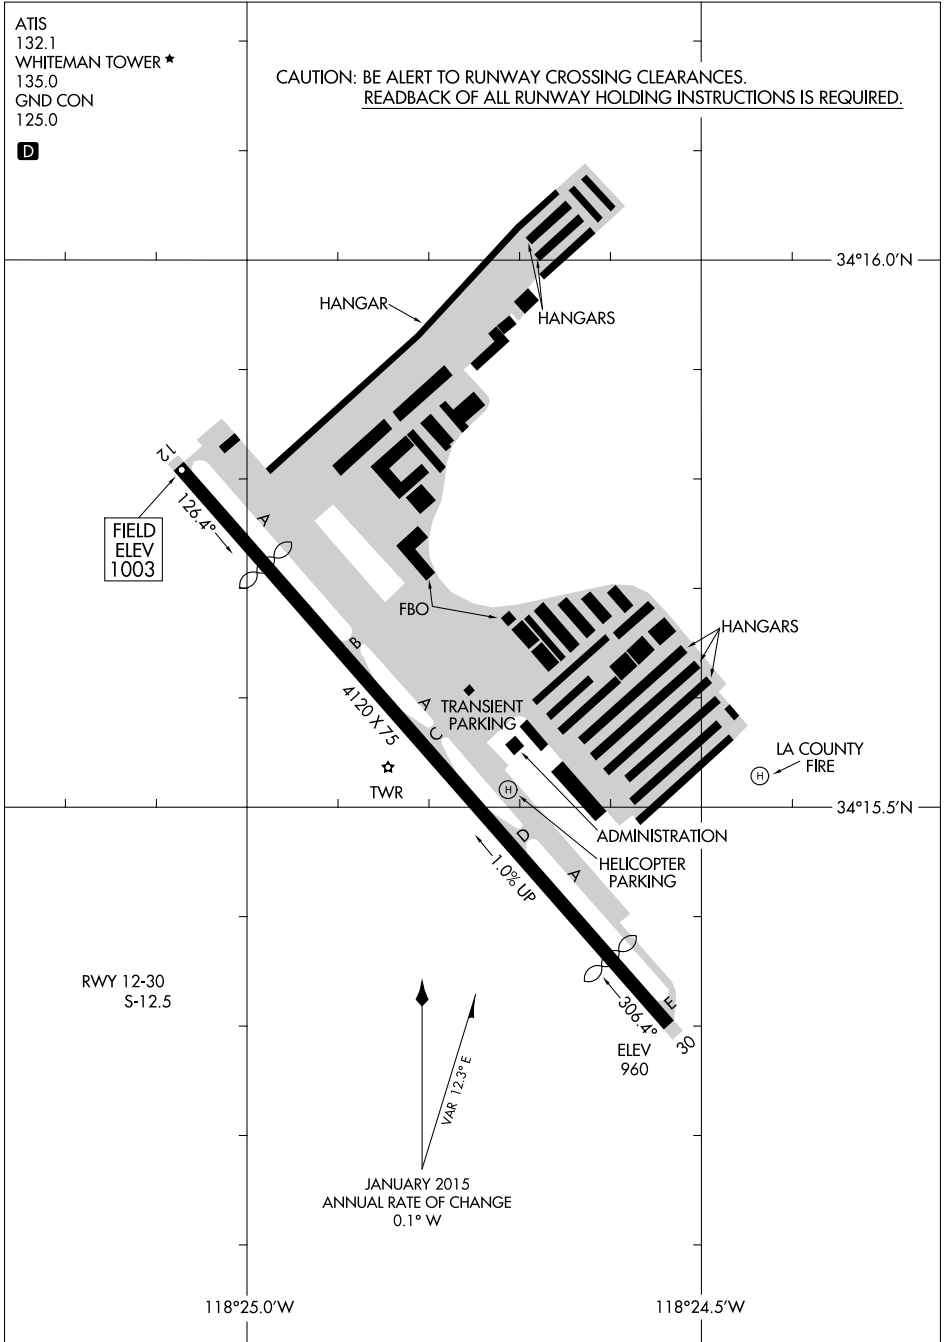 ATIS
132.1
WHITEMAN TOWER ★
135.0
GND CON
125.0
D
CAUTION: BE ALERT TO RUNWAY CROSSING CLEARANCES.
READBACK OF ALL RUNWAY HOLDING INSTRUCTIONS IS REQUIRED.
34°16.0'N
HANGAR
HANGARS
12
126.4°
A
FIELD
ELEV
1003
FBO
HANGARS
B
4120 X 75
A
C
TRANSIENT
PARKING
TWR
H
H
LA COUNTY
FIRE
34°15.5'N
D
ADMINISTRATION
1.0% UP
A
HELICOPTER
PARKING
RWY 12-30
S-12.5
306.4°
E
30
ELEV
960
VAR 12.3° E
JANUARY 2015
ANNUAL RATE OF CHANGE
0.1° W
118°25.0'W
118°24.5'W